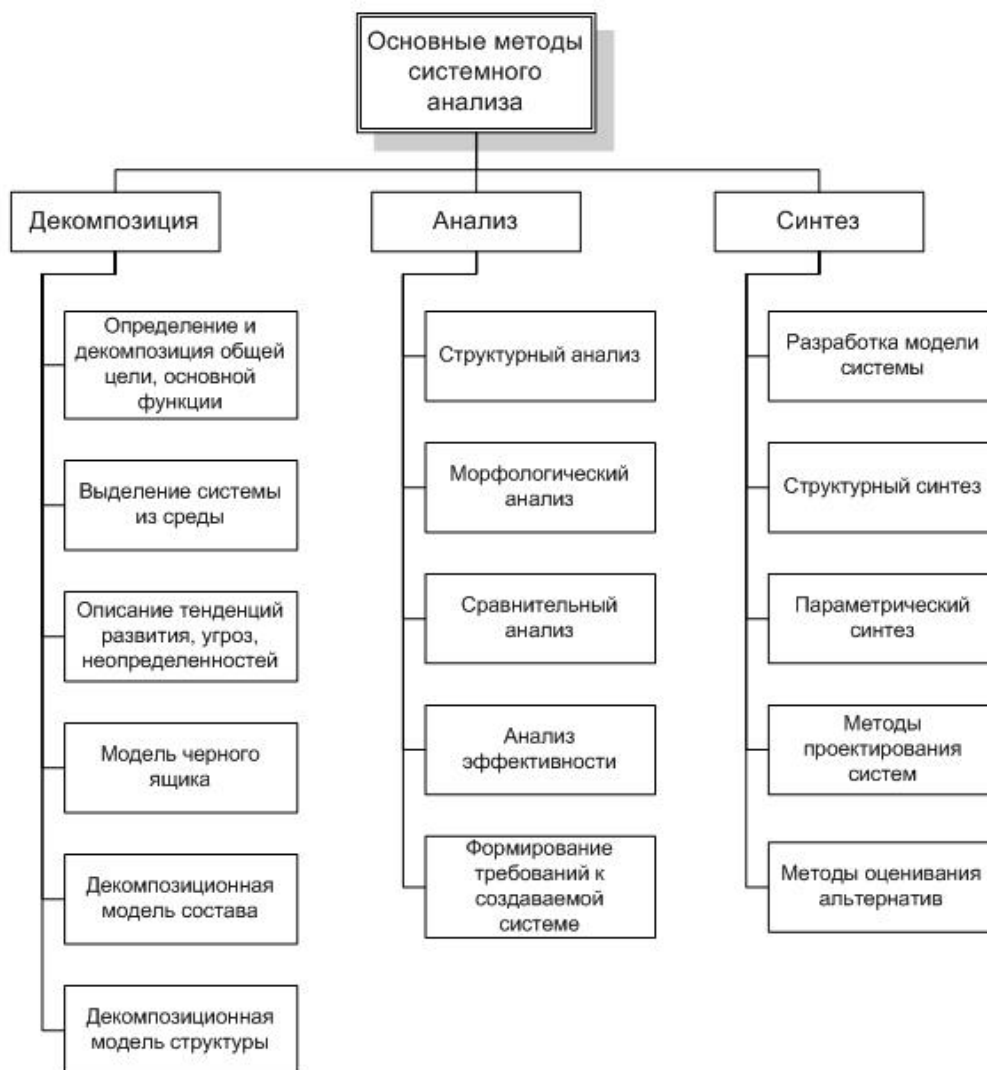 Основные методы
системного
анализа
Декомпозиция
Определение и
декомпозиция общей
цели, основной
функции
Выделение системы
из среды
Описание тенденций
развития, угроз,
неопределенностей
Модель черного
ящика
Декомпозиционная
модель состава
Декомпозиционная
модель структуры
Анализ
Структурный анализ
Морфологический
анализ
Сравнительный
анализ
Анализ
эффективности
Формирование
требований к
создаваемой
системе
Синтез
Разработка модели
системы
Структурный синтез
Параметрический
синтез
Методы
проектирования
систем
Методы оценивания
альтернатив